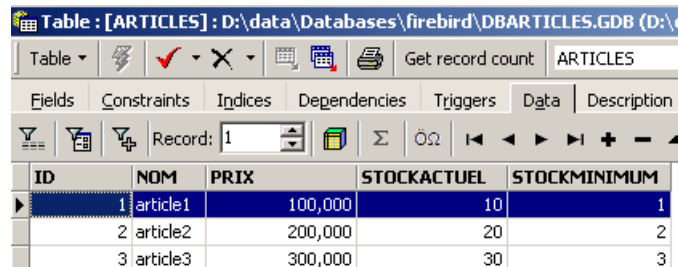 Table : [ARTICLES] : D:\data\Databases\firebird\DBARTICLES.GDB (D:\
Table Get record count ARTICLES
Fields Constraints Indices Dependencies Triggers Data Description
Record: 1 Σ ÖΩ
ID NOM PRIX STOCKACTUEL STOCKMINIMUM
1 article1 100,000 10 1
2 article2 200,000 20 2
3 article3 300,000 30 3